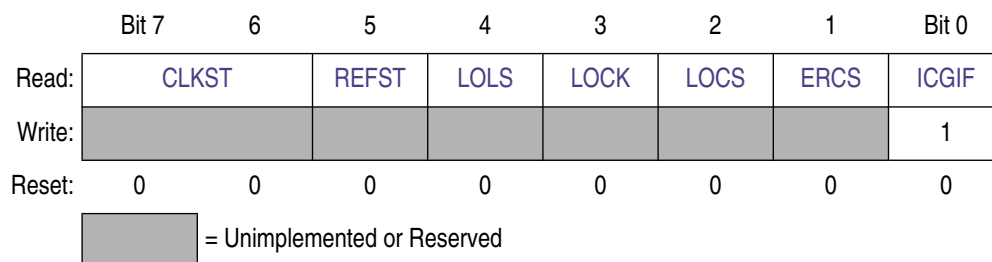 Bit 7 6 5 4 3 2 1 Bit 0
Read: CLKST REFST LOLS LOCK LOCS ERCS ICGIF
Write: 1
Reset: 0 0 0 0 0 0 0 0
= Unimplemented or Reserved